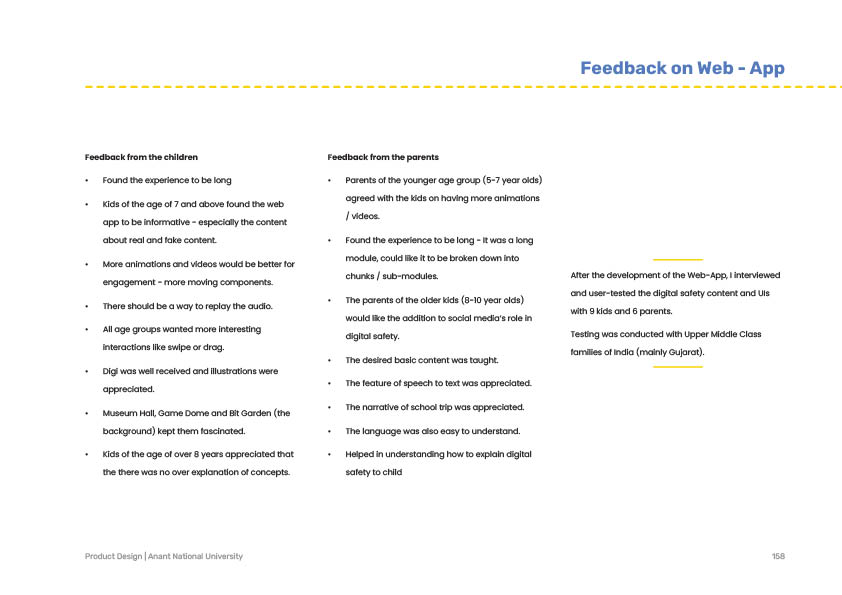 Feedback on Web - App
Feedback from the children
• Found the experience to be long
• Kids of the age of 7 and above found the web
app to be informative - especially the content
about real and fake content.
• More animations and videos would be better for
engagement - more moving components.
• There should be a way to replay the audio.
• All age groups wanted more interesting
interactions like swipe or drag.
• Digi was well received and illustrations were
appreciated.
• Museum Hall, Game Dome and Bit Garden (the
background) kept them fascinated.
• Kids of the age of over 8 years appreciated that
the there was no over explanation of concepts.
Feedback from the parents
• Parents of the younger age group (5-7 year olds)
agreed with the kids on having more animations
/ videos.
• Found the experience to be long - It was a long
module, could like it to be broken down into
chunks / sub-modules.
• The parents of the older kids (8-10 year olds)
would like the addition to social media's role in
digital safety.
• The desired basic content was taught.
• The feature of speech to text was appreciated.
• The narrative of school trip was appreciated.
• The language was also easy to understand.
• Helped in understanding how to explain digital
safety to child
After the development of the Web-App, I interviewed
and user-tested the digital safety content and UIs
with 9 kids and 6 parents.
Testing was conducted with Upper Middle Class
families of India (mainly Gujarat).
Product Design | Anant National University
158